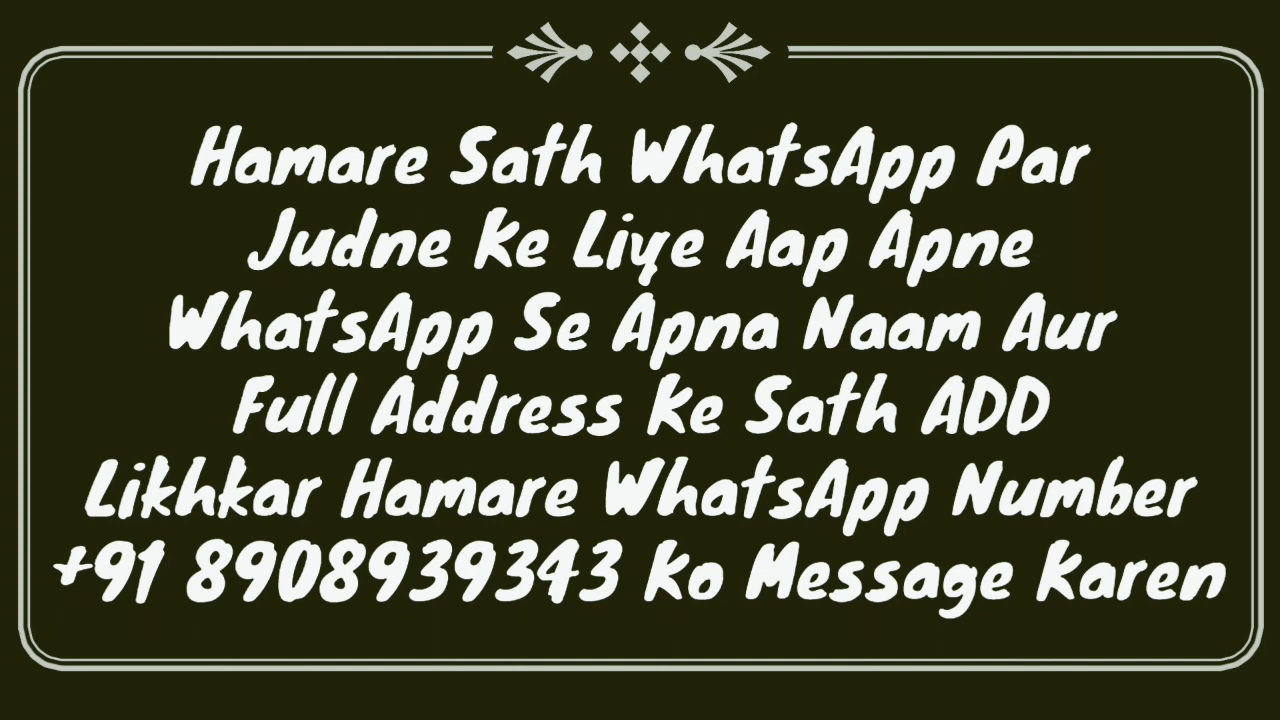 Hamare Sath WhatsApp Par
Judne Ke Liye Aap Apne
WhatsApp Se Apna Naam Aur
Full Address Ke Sath ADD
Likhkar Hamare WhatsApp Number
+91 8908939343 Ko Message Karen